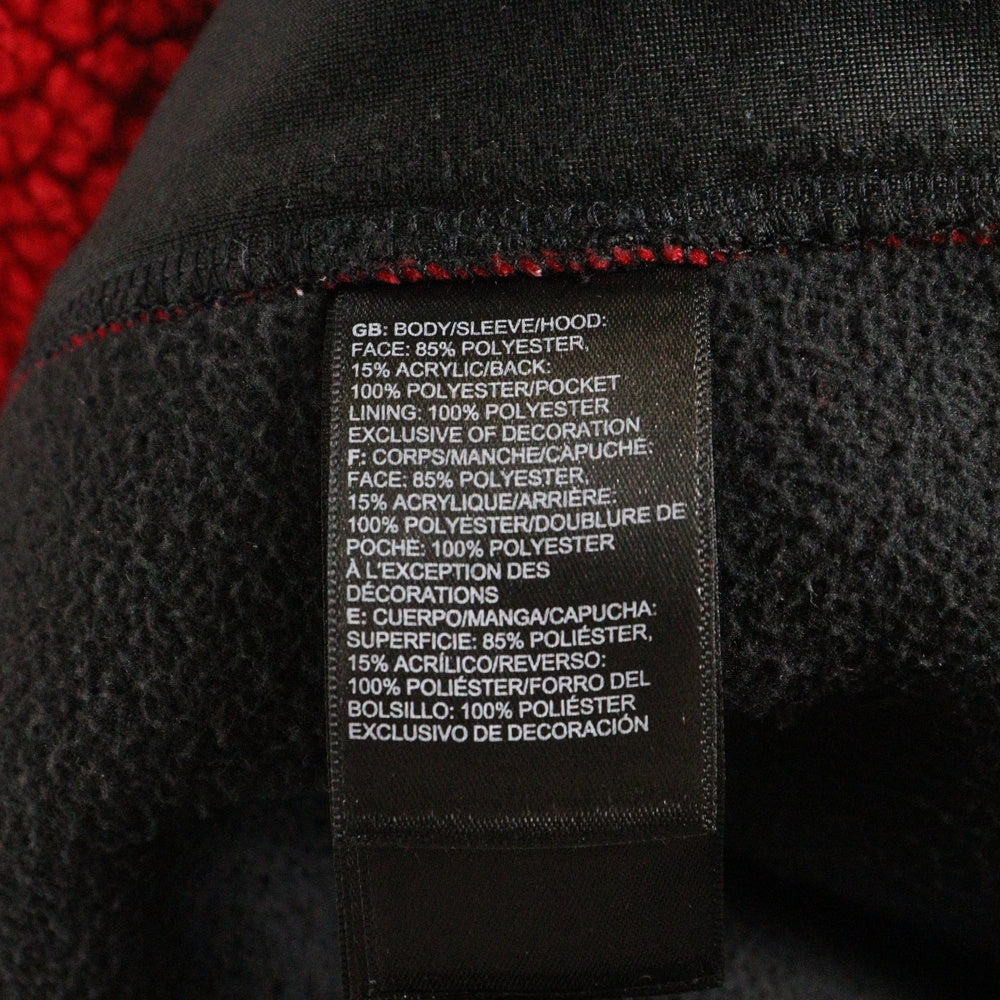 GB: BODY/SLEEVE/HOOD:
FACE: 85% POLYESTER,
15% ACRYLIC/BACK:
100% POLYESTER/POCKET
LINING: 100% POLYESTER
EXCLUSIVE OF DECORATION
F: CORPS/MANCHE/CAPUCHE:
FACE: 85% POLYESTER,
15% ACRYLIQUE/ARRIÈRE:
100% POLYESTER/DOUBLURE DE
POCHE: 100% POLYESTER
À L'EXCEPTION DES
DÉCORATIONS
E: CUERPO/MANGA/CAPUCHA:
SUPERFICIE: 85% POLIÉSTER,
15% ACRÍLICO/REVERSO:
100% POLIÉSTER/FORRO DEL
BOLSILLO: 100% POLIÉSTER
EXCLUSIVO DE DECORACIÓN